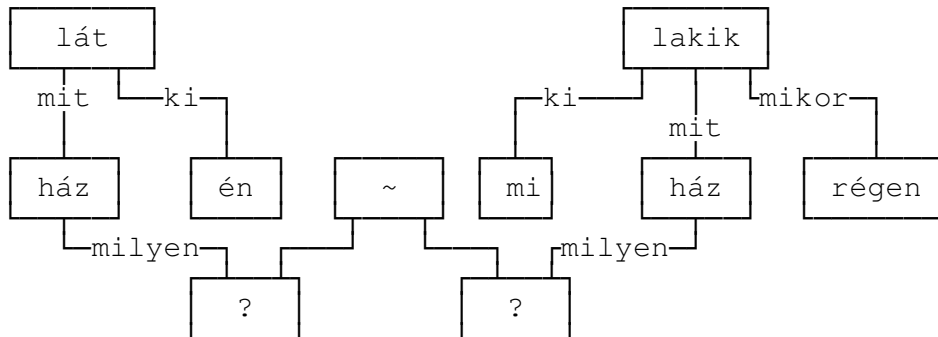 lát lakik
mit ki ki mikor
mit
ház én ~ mi ház régen
milyen milyen
? ?